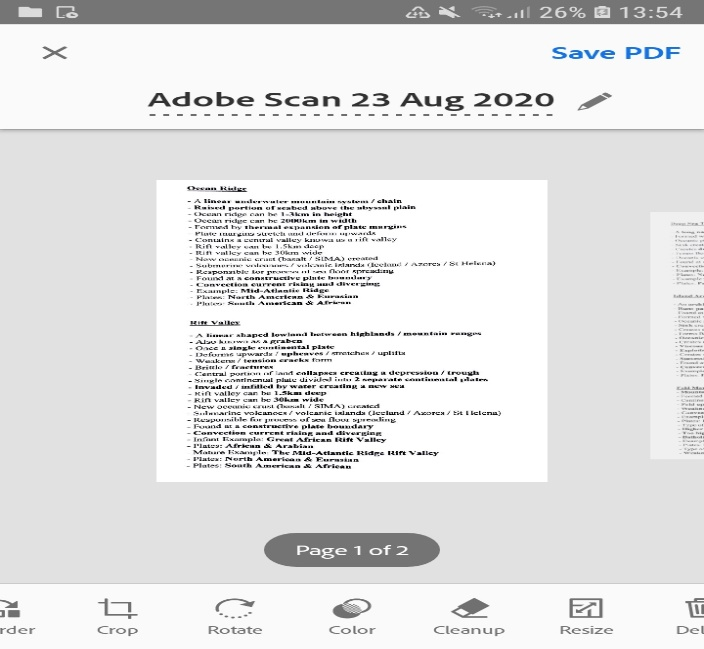 26% 13:54
Save PDF
Adobe Scan 23 Aug 2020
Ocean Ridge
- A linear underwater mountain system / chain
- Raised portion of seabed above the abyssal plain
- Ocean ridge can be 1-3km in height
- Ocean ridge can be 2000km in width
- Formed by thermal expansion of plate margins
- Plate margins stretch and deform upwards
- Contains a central valley known as a rift valley
- Rift valley can be 1.5km deep
- Rift valley can be 30km wide
- New oceanic crust (basalt / SIMA) created
- Submarine volcanoes / volcanic islands (Iceland / Azores / St Helena)
- Responsible for process of sea floor spreading
- Found at a constructive plate boundary
- Convection current rising and diverging
- Example: Mid-Atlantic Ridge
- Plates: North American & Eurasian
- Plates: South American & African
Rift Valley
- A linear shaped lowland between highlands / mountain ranges
- Also known as a graben
- Once a single continental plate
- Deforms upwards / upheaves / stretches / uplifts
- Weakens / tension cracks form
- Brittle / fractures
- Central portion of land collapses creating a depression / trough
- Single continental plate divided into 2 separate continental plates
- Invaded / infilled by water creating a new sea
- Rift valley can be 1.5km deep
- Rift valley can be 30km wide
- New oceanic crust (basalt / SIMA) created
- Submarine volcanoes / volcanic islands (Iceland / Azores / St Helena)
- Responsible for process of sea floor spreading
- Found at a constructive plate boundary
- Convection current rising and diverging
- Infant Example: Great African Rift Valley
- Plates: African & Arabian
- Mature Example: The Mid-Atlantic Ridge Rift Valley
- Plates: North American & Eurasian
- Plates: South American & African
Page 1 of 2
rder Crop Rotate Color Cleanup Resize Del